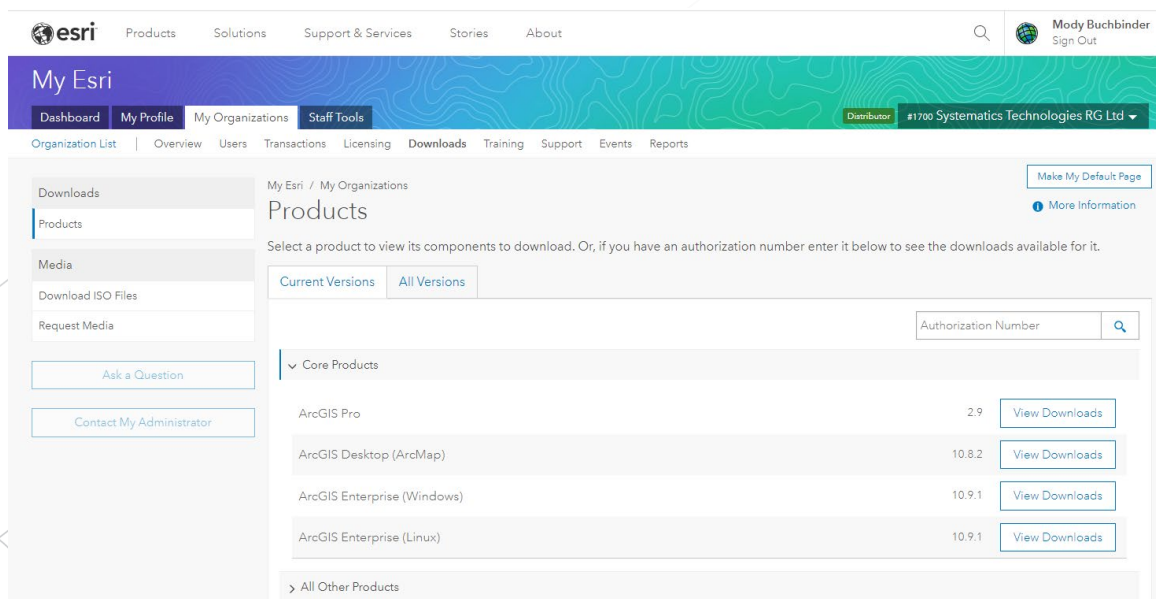 esri Products Solutions Support & Services Stories About Mody Buchbinder
Sign Out
My Esri
Dashboard My Profile My Organizations Staff Tools Distributor #1700 Systematics Technologies RG Ltd
Organization List | Overview Users Transactions Licensing Downloads Training Support Events Reports
Downloads
Products
Media
Download ISO Files
Request Media
Ask a Question
Contact My Administrator
My Esri / My Organizations
Make My Default Page
Products
More Information
Select a product to view its components to download. Or, if you have an authorization number enter it below to see the downloads available for it.
Current Versions All Versions
Authorization Number
Core Products
ArcGIS Pro 2.9 View Downloads
ArcGIS Desktop (ArcMap) 10.8.2 View Downloads
ArcGIS Enterprise (Windows) 10.9.1 View Downloads
ArcGIS Enterprise (Linux) 10.9.1 View Downloads
All Other Products